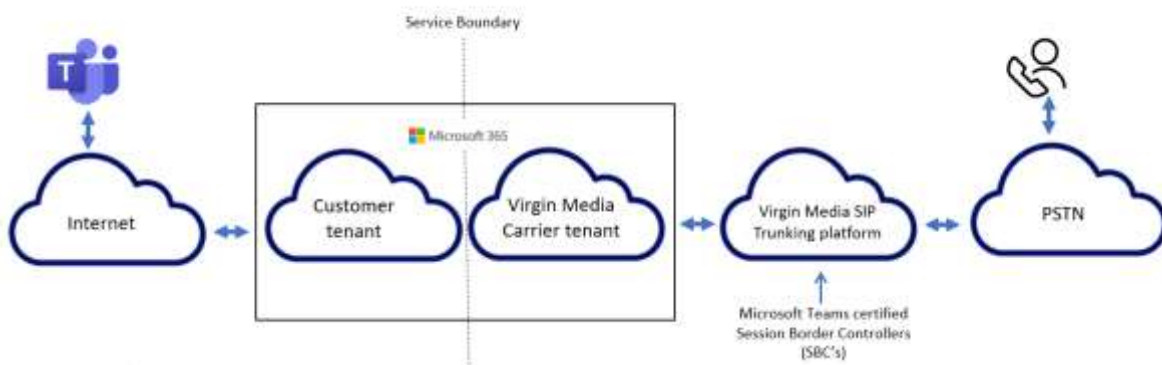 Service Boundary
T
Microsoft 365
Internet
Customer
tenant
Virgin Media
Carrier tenant
Virgin Media SIP
Trunking platform
PSTN
Microsoft Teams certified
Session Border Controllers
(SBC's)